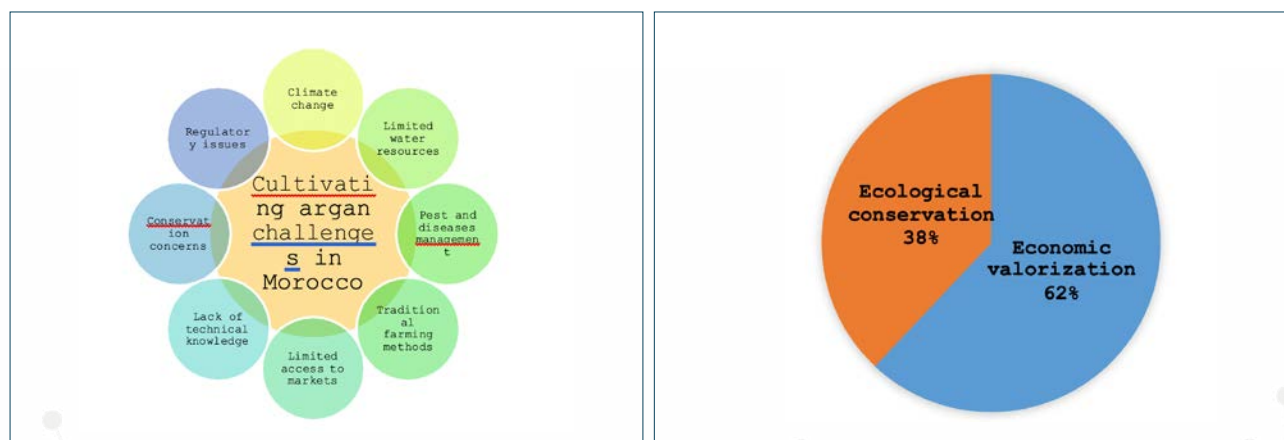 Climate
change
Limited
water
resources
Pest and
diseases
managemen
t
Tradition
al
farming
methods
Limited
access to
markets
Lack of
technical
knowledge
Conservat
ion
concerns
Regulator
y issues
Cultivati
ng argan
challenge
s in
Morocco
Ecological
conservation
38%
Economic
valorization
62%